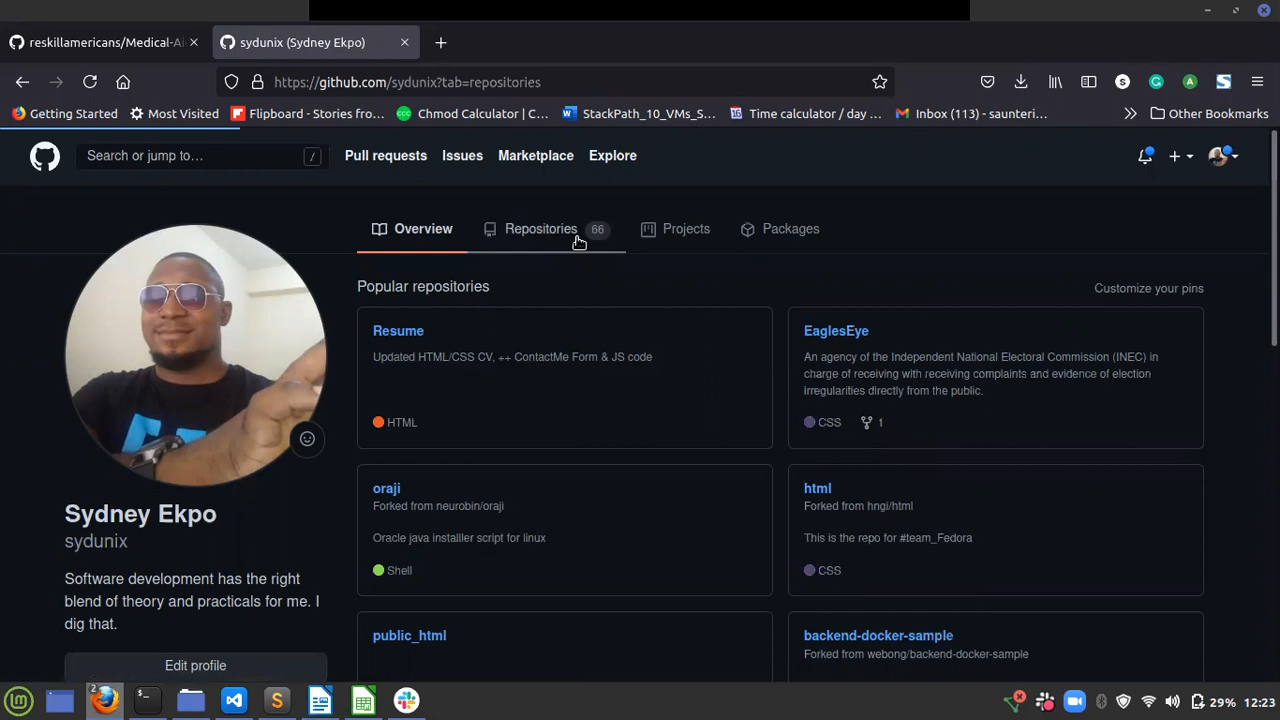 reskillamericans/Medical-Ai
sydunix (Sydney Ekpo)
https://github.com/sydunix?tab=repositories
Getting Started
Most Visited
Flipboard - Stories fro…
CCC
Chmod Calculator | C…
StackPath_10_VMs_S…
Time calculator / day …
Inbox (113) - saunteri…
Other Bookmarks
Search or jump to…
/
Pull requests
Issues
Marketplace
Explore
Overview
Repositories 66
Projects
Packages
Popular repositories
Customize your pins
Resume
Updated HTML/CSS CV, ++ ContactMe Form & JS code
HTML
EaglesEye
An agency of the Independent National Electoral Commission (INEC) in
charge of receiving with receiving complaints and evidence of election
irregularities directly from the public.
CSS 1
oraji
Forked from neurobin/oraji
Oracle java installler script for linux
Shell
html
Forked from hngi/html
This is the repo for #team_Fedora
CSS
public_html
backend-docker-sample
Forked from webong/backend-docker-sample
Sydney Ekpo
sydunix
Software development has the right
blend of theory and practicals for me. I
dig that.
Edit profile
2
29%
12:23